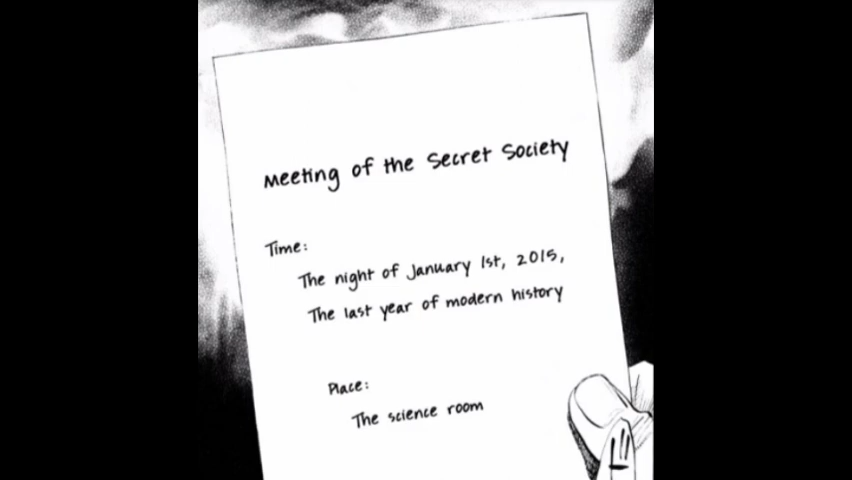 Meeting of the Secret Society
Time:
The night of January 1st, 2015,
The last year of modern history
Place:
The science room